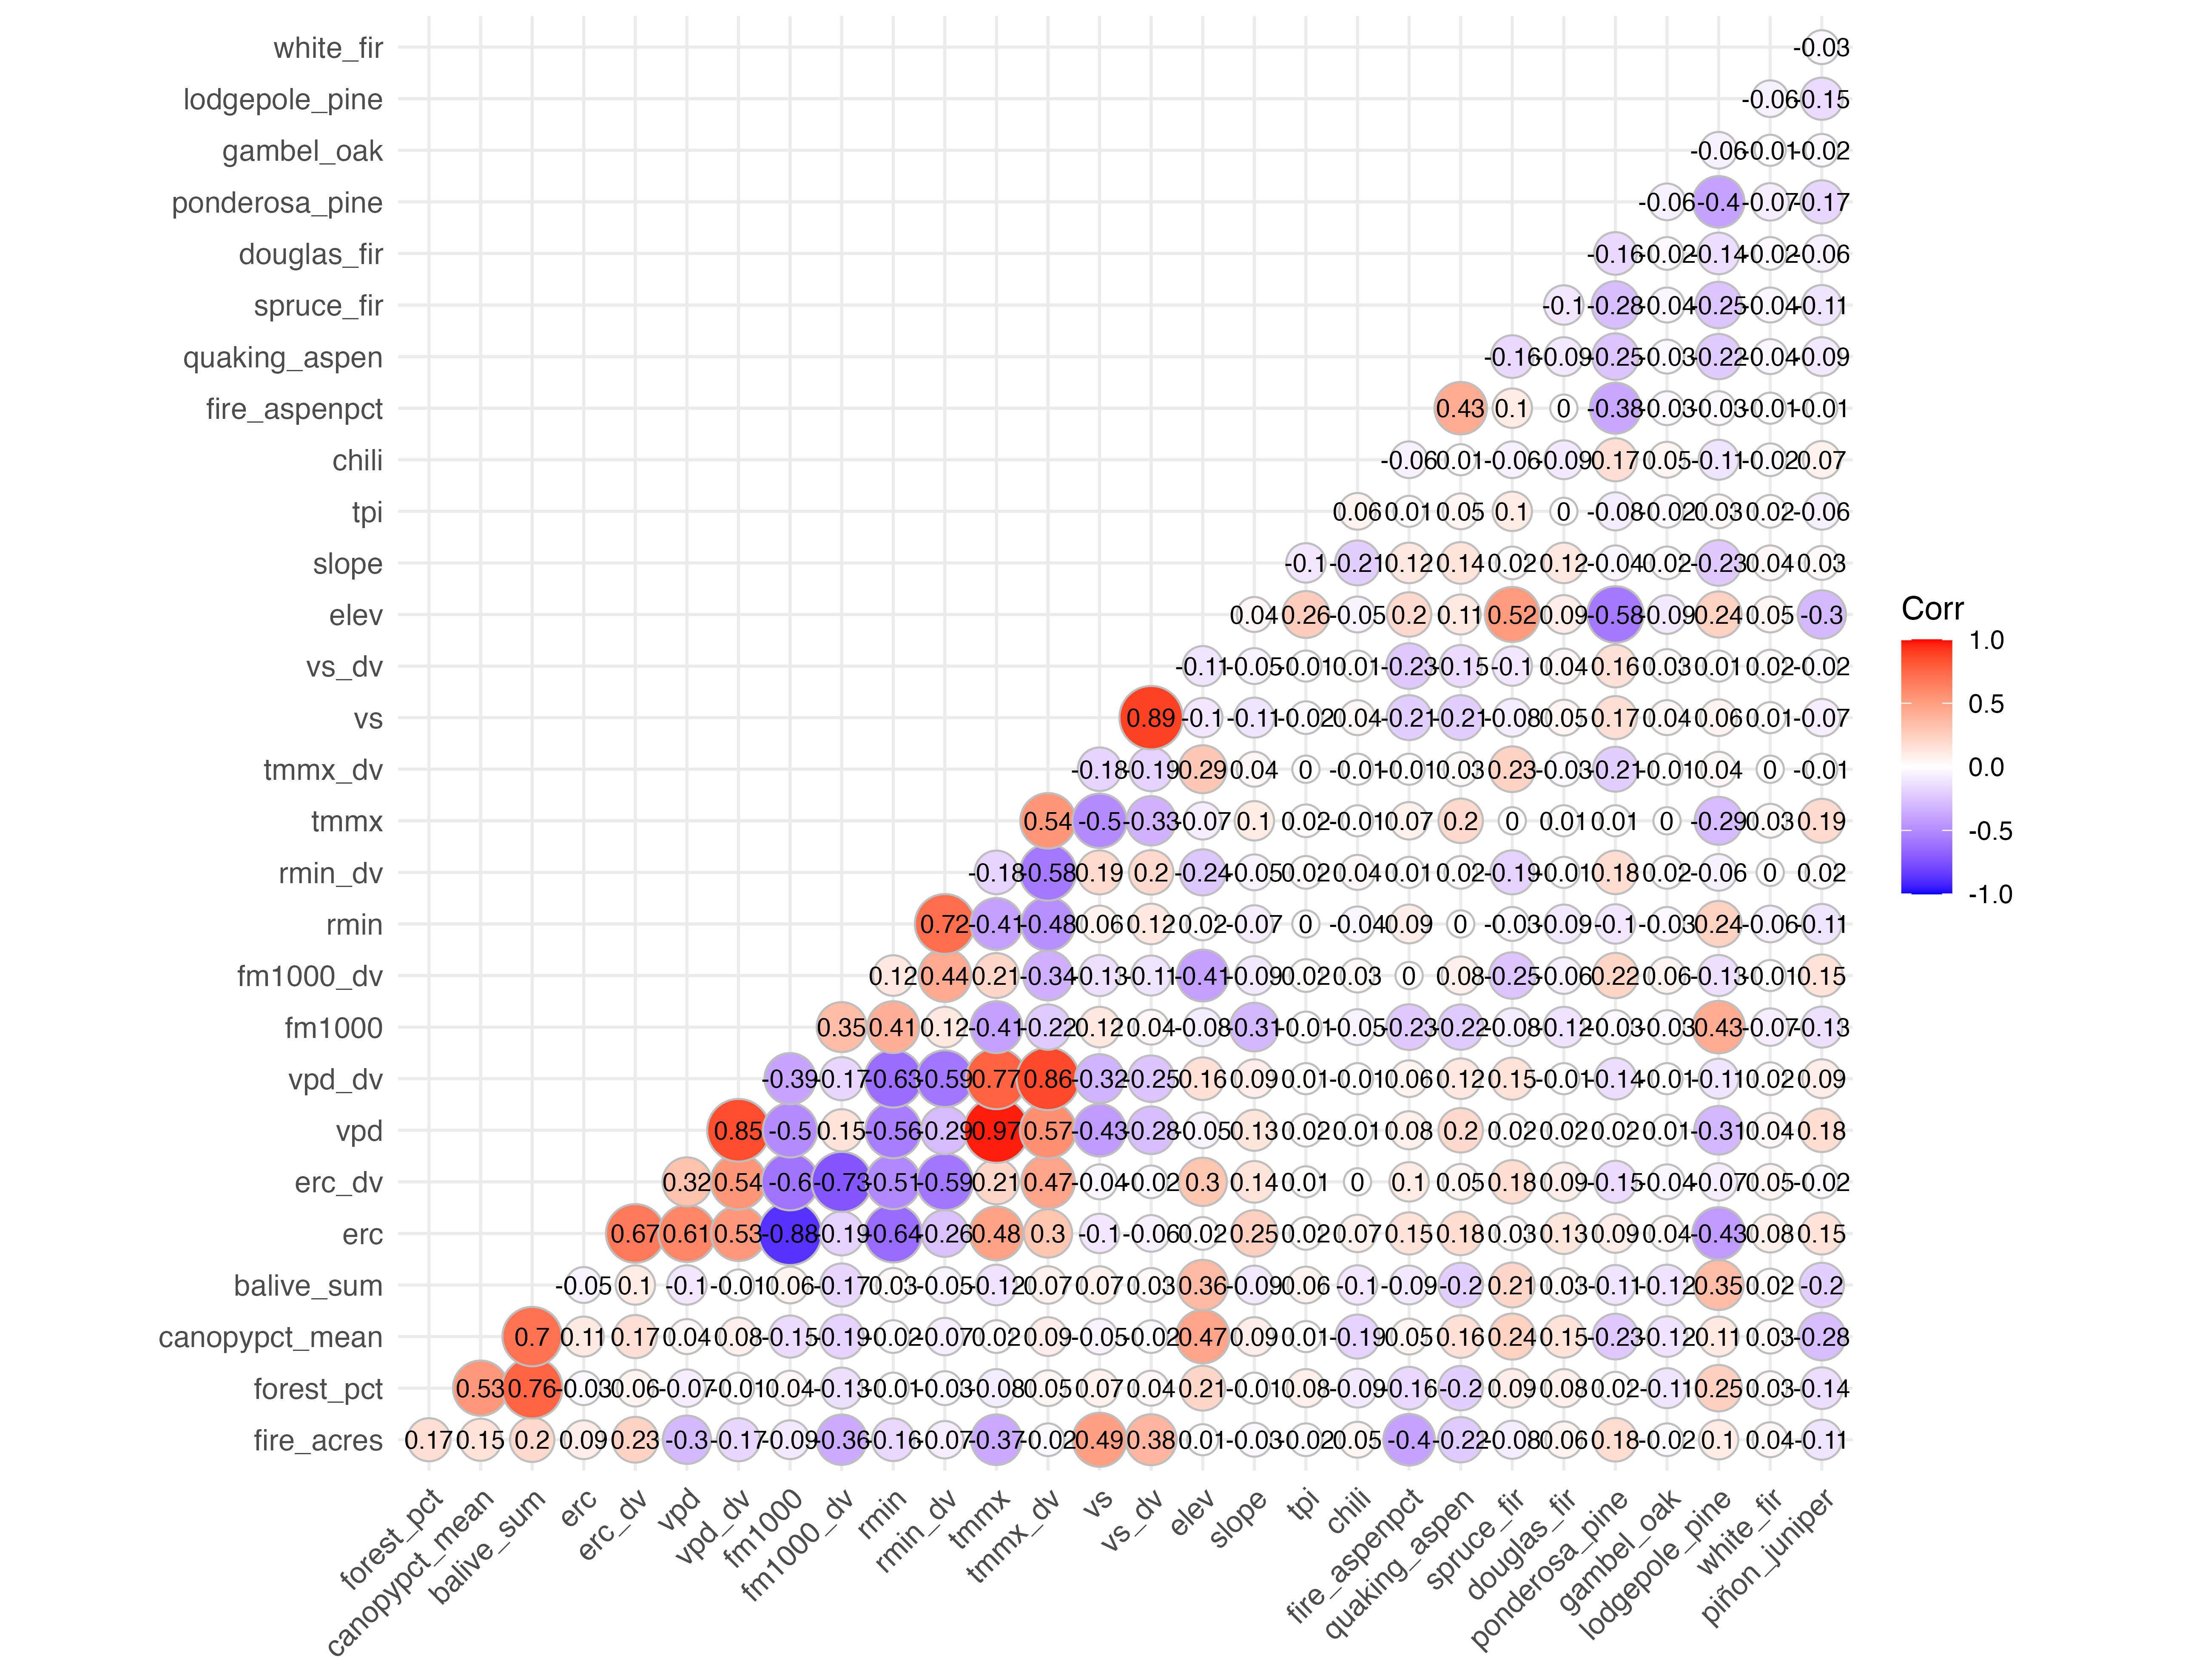 white_fir -0.03
lodgepole_pine -0.06 -0.15
gambel_oak -0.06 -0.01 -0.02
ponderosa_pine -0.06 -0.4 -0.07 -0.17
douglas_fir -0.16 -0.02 -0.14 -0.02 -0.06
spruce_fir -0.1 -0.28 -0.04 -0.25 -0.04 -0.11
quaking_aspen -0.16 -0.09 -0.25 -0.03 -0.22 -0.04 -0.09
fire_aspenpct 0.43 0.1 0 -0.38 -0.03 -0.03 -0.01 -0.01
chili -0.06 0.01 -0.06 -0.09 0.17 0.05 -0.11 -0.02 0.07
tpi 0.06 0.01 0.05 0.1 0 -0.08 -0.02 0.03 0.02 -0.06
slope -0.1 -0.21 0.12 0.14 0.02 0.12 -0.04 0.02 -0.23 0.04 0.03
elev 0.04 0.26 -0.05 0.2 0.11 0.52 0.09 -0.58 -0.09 0.24 0.05 -0.3
vs_dv -0.11 -0.05 -0.01 0.01 -0.23 -0.15 -0.1 0.04 0.16 0.03 0.01 0.02 -0.02
vs 0.89 -0.1 -0.11 -0.02 0.04 -0.21 -0.21 -0.08 0.05 0.17 0.04 0.06 0.01 -0.07
tmmx_dv -0.18 -0.19 0.29 0.04 0 -0.01 -0.01 0.03 0.23 -0.03 -0.21 -0.01 0.04 0 -0.01
tmmx 0.54 -0.5 -0.33 -0.07 0.1 0.02 -0.01 0.07 0.2 0 0.01 0.01 0 -0.29 0.03 0.19
rmin_dv -0.18 -0.58 0.19 0.2 -0.24 -0.05 0.02 0.04 0.01 0.02 -0.19 -0.01 0.18 0.02 -0.06 0 0.02
rmin 0.72 -0.41 -0.48 0.06 0.12 0.02 -0.07 0 -0.04 0.09 0 -0.03 -0.09 -0.1 -0.03 0.24 -0.06 -0.11
fm1000_dv 0.12 0.44 0.21 -0.34 -0.13 -0.11 -0.41 -0.09 0.02 0.03 0 0.08 -0.25 -0.06 0.22 0.06 -0.13 -0.01 0.15
fm1000 0.35 0.41 0.12 -0.41 -0.22 0.12 0.04 -0.08 -0.31 -0.01 -0.05 -0.23 -0.22 -0.08 -0.12 -0.03 -0.03 0.43 -0.07 -0.13
vpd_dv -0.39 -0.17 -0.63 -0.59 0.77 0.86 -0.32 -0.25 0.16 0.09 0.01 -0.01 0.06 0.12 0.15 -0.01 -0.14 -0.01 -0.11 0.02 0.09
vpd 0.85 -0.5 0.15 -0.56 -0.29 0.97 0.57 -0.43 -0.28 -0.05 0.13 0.02 0.01 0.08 0.2 0.02 0.02 0.02 0.01 -0.31 0.04 0.18
erc_dv 0.32 0.54 -0.6 -0.73 -0.51 -0.59 0.21 0.47 -0.04 -0.02 0.3 0.14 0.01 0 0.1 0.05 0.18 0.09 -0.15 -0.04 -0.07 0.05 -0.02
erc 0.67 0.61 0.53 -0.88 -0.19 -0.64 -0.26 0.48 0.3 -0.1 -0.06 0.02 0.25 0.02 0.07 0.15 0.18 0.03 0.13 0.09 0.04 -0.43 0.08 0.15
balive_sum -0.05 0.1 -0.1 -0.01 0.06 -0.17 0.03 -0.05 -0.12 0.07 0.07 0.03 0.36 -0.09 0.06 -0.1 -0.09 -0.2 0.21 0.03 -0.11 -0.12 0.35 0.02 -0.2
canopypct_mean 0.7 0.11 0.17 0.04 0.08 -0.15 -0.19 -0.02 -0.07 0.02 0.09 -0.05 -0.02 0.47 0.09 0.01 -0.19 0.05 0.16 0.24 0.15 -0.23 -0.12 0.11 0.03 -0.28
forest_pct 0.53 0.76 -0.03 0.06 -0.07 -0.01 0.04 -0.13 -0.01 -0.03 -0.08 0.05 0.07 0.04 0.21 -0.01 0.08 -0.09 -0.16 -0.2 0.09 0.08 0.02 -0.11 0.25 0.03 -0.14
fire_acres 0.17 0.15 0.2 0.09 0.23 -0.3 -0.17 -0.09 -0.36 -0.16 -0.07 -0.37 -0.02 0.49 0.38 0.01 -0.03 -0.02 0.05 -0.4 -0.22 -0.08 0.06 0.18 -0.02 0.1 0.04 -0.11
forest_pct
canopypct_mean
balive_sum
erc
erc_dv
vpd
vpd_dv
fm1000
fm1000_dv
rmin
rmin_dv
tmmx
tmmx_dv
vs
vs_dv
elev
slope
tpi
chili
fire_aspenpct
quaking_aspen
spruce_fir
douglas_fir
ponderosa_pine
gambel_oak
lodgepole_pine
white_fir
piñon_juniper
Corr
1.0
0.5
0.0
-0.5
-1.0